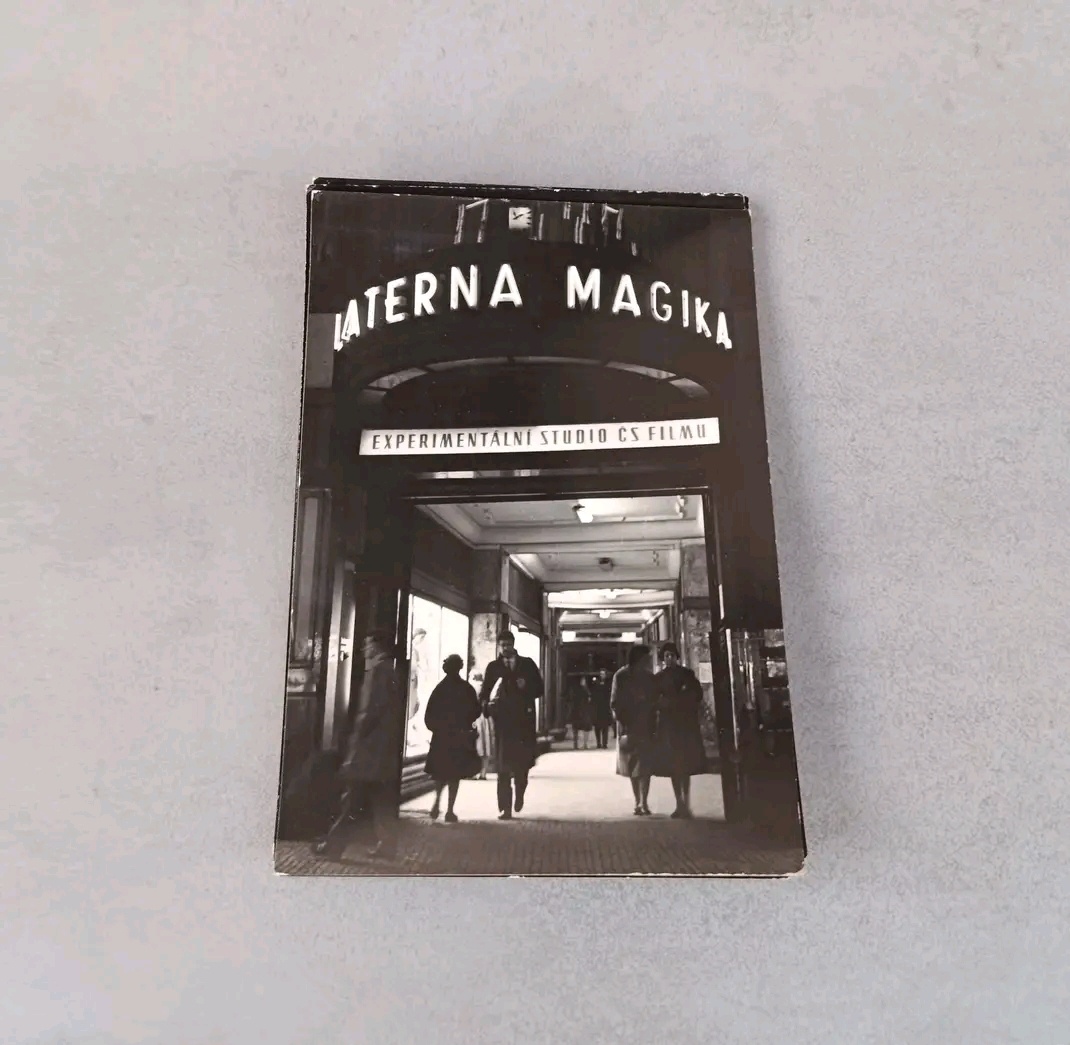 LATERNA MAGIKA
EXPERIMENTÁLNÍ STUDIO ČS FILMU